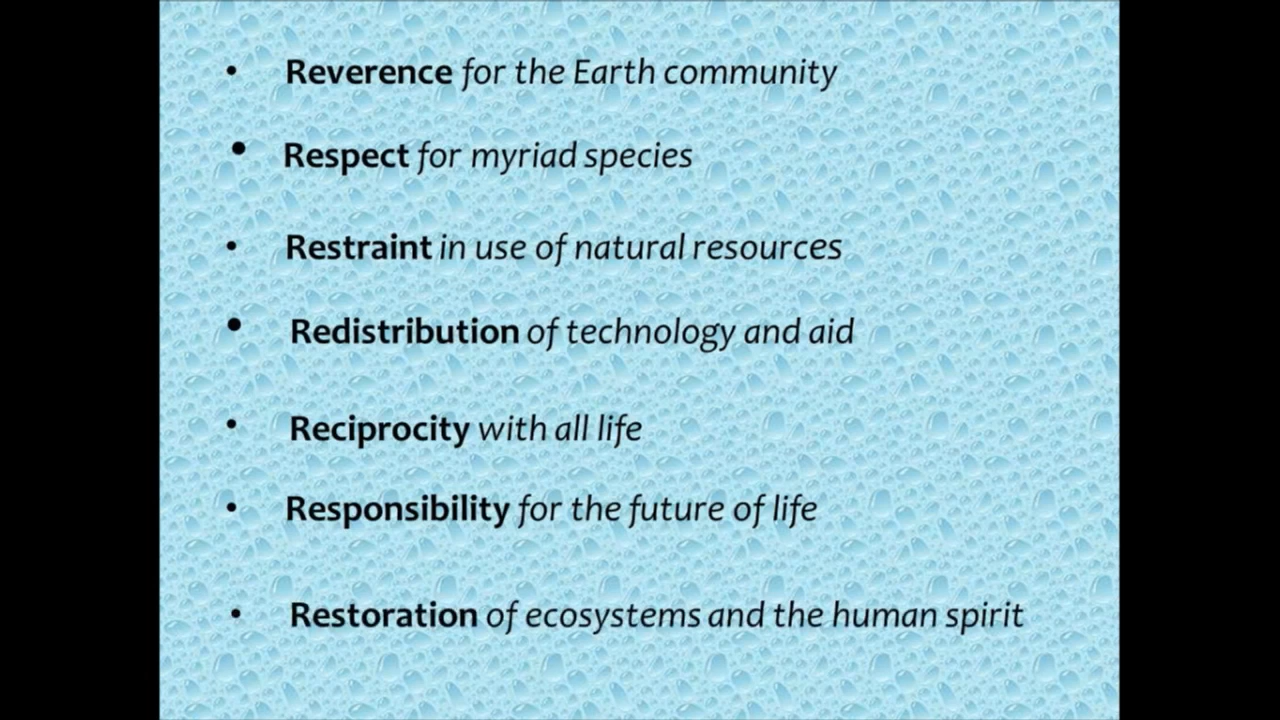 • Reverence for the Earth community
• Respect for myriad species
• Restraint in use of natural resources
• Redistribution of technology and aid
• Reciprocity with all life
• Responsibility for the future of life
• Restoration of ecosystems and the human spirit